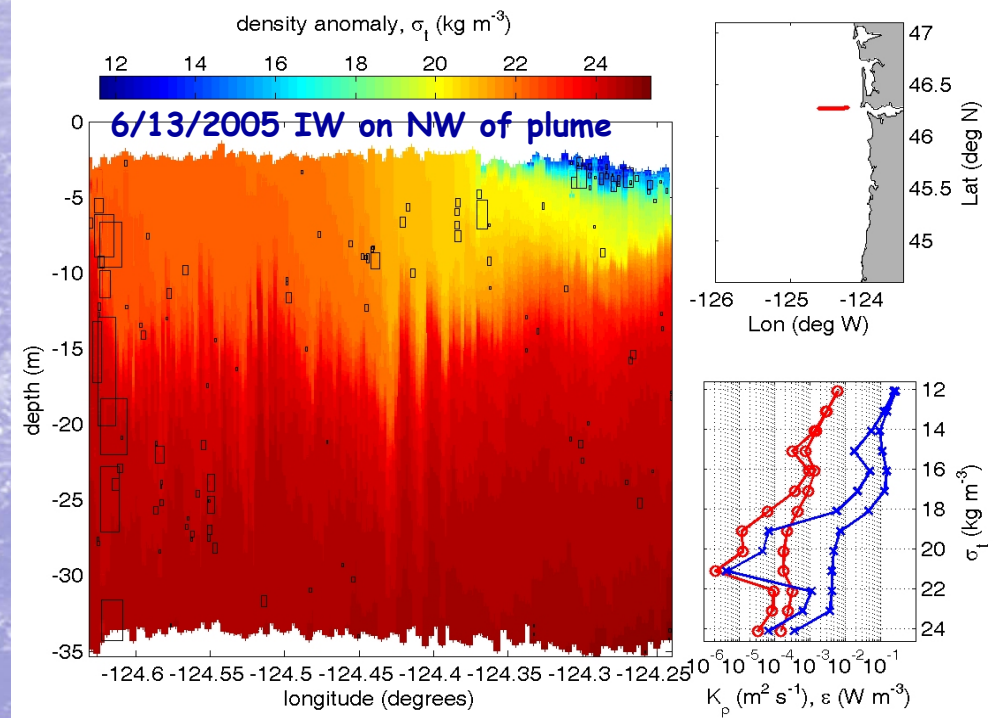 density anomaly, σt (kg m-3)
12 14 16 18 20 22 24
6/13/2005 IW on NW of plume
0
-5
-10
-15
-20
-25
-30
-35
depth (m)
-124.6 -124.55 -124.5 -124.45 -124.4 -124.35 -124.3 -124.25
longitude (degrees)
47
46.5
46
45.5
45
Lat (deg N)
-126 -125 -124
Lon (deg W)
12
14
16
18
20
22
24
σt (kg m-3)
10-6 10-5 10-4 10-3 10-2 10-1
Kρ (m2 s-1), ε (W m-3)